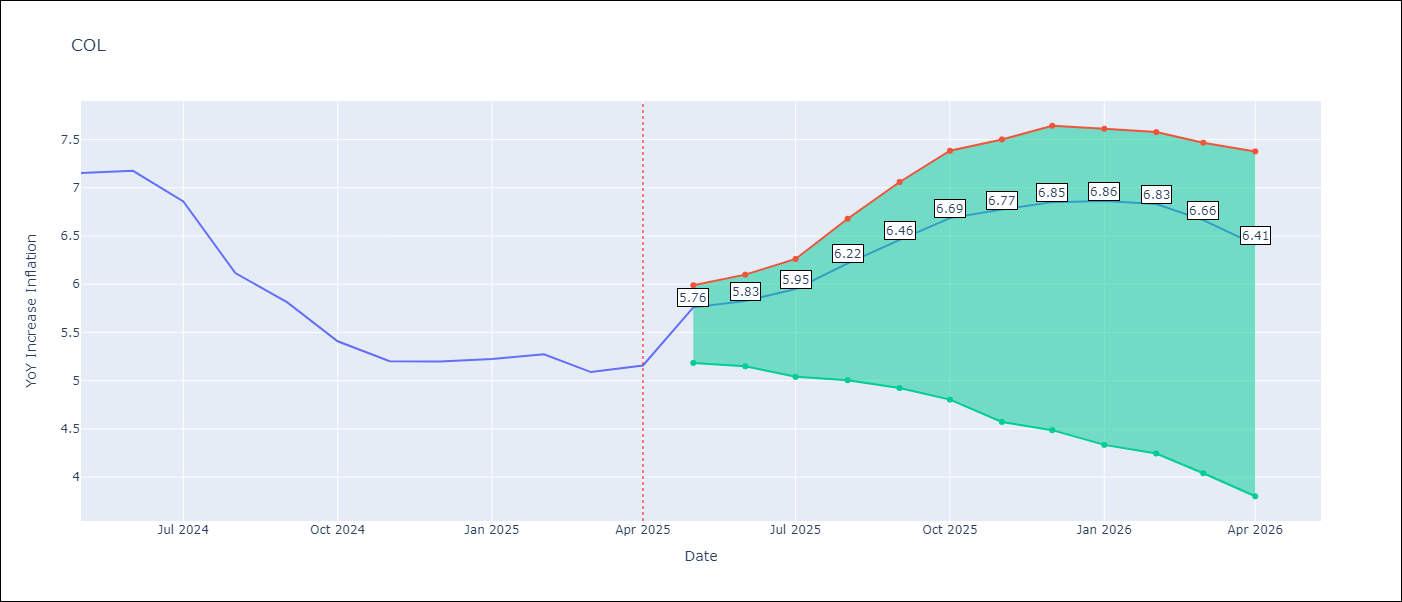 COL
YoY Increase Inflation
7.5
7
6.5
6
5.5
5
4.5
4
5.76
5.83
5.95
6.22
6.46
6.69
6.77
6.85
6.86
6.83
6.66
6.41
Jul 2024
Oct 2024
Jan 2025
Apr 2025
Jul 2025
Oct 2025
Jan 2026
Apr 2026
Date